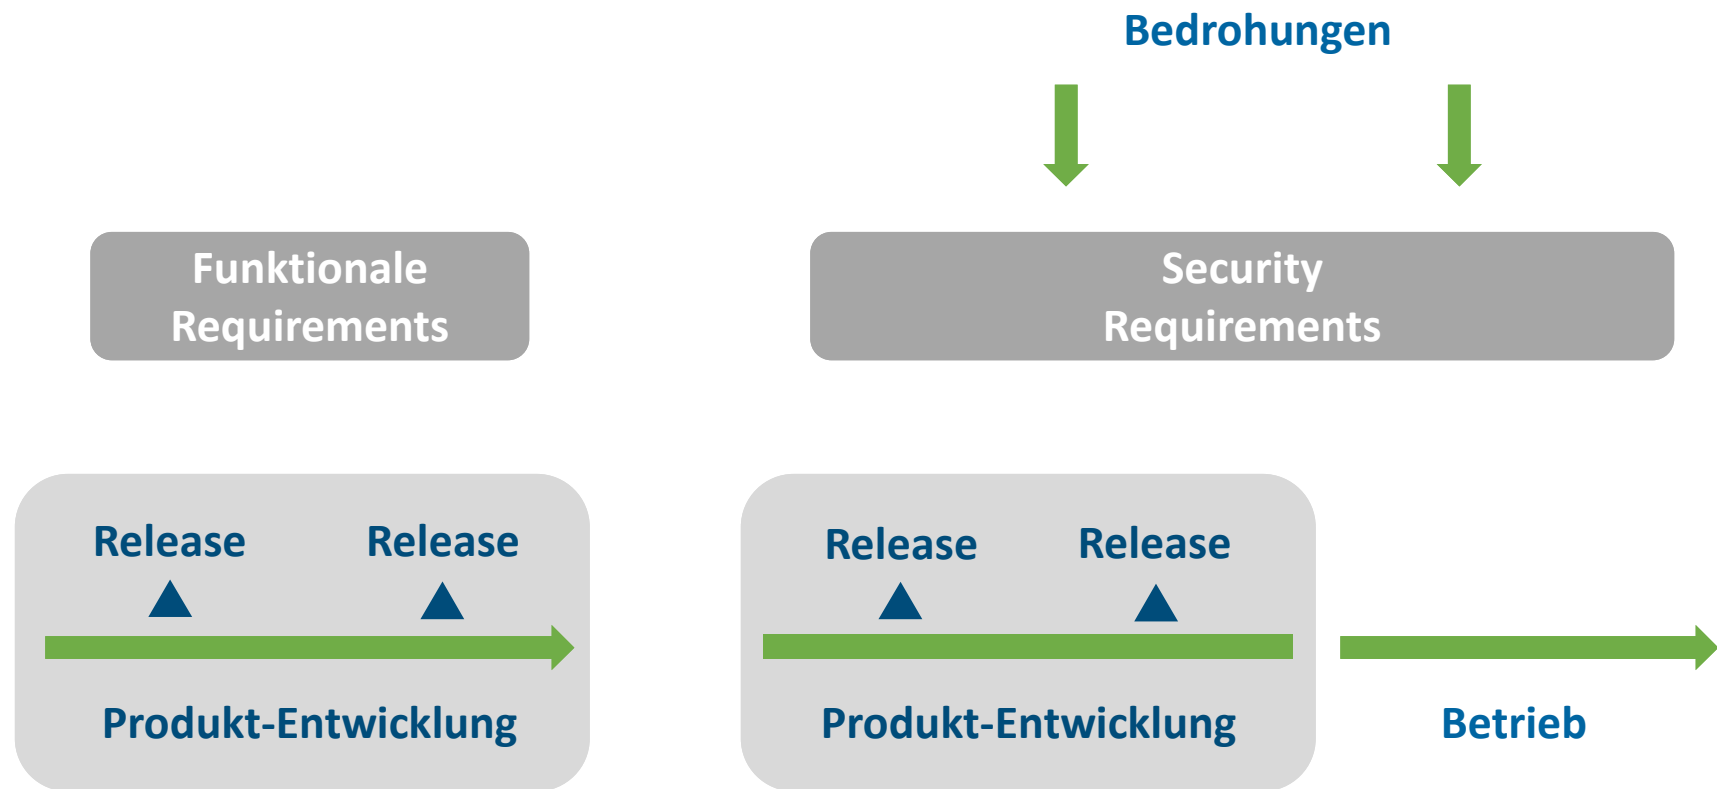 Bedrohungen
Funktionale
Requirements
Security
Requirements
Release
Release
Produkt-Entwicklung
Release
Release
Produkt-Entwicklung
Betrieb